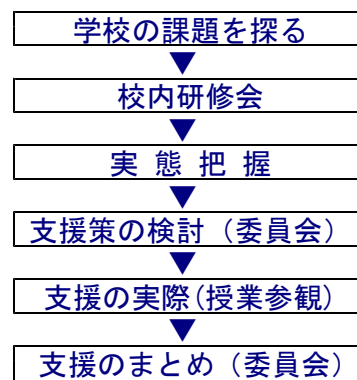 学校の課題を探る
▼
校内研修会
▼
実 態 把 握
▼
支援策の検討（委員会）
▼
支援の実際(授業参観)
▼
支援のまとめ（委員会）